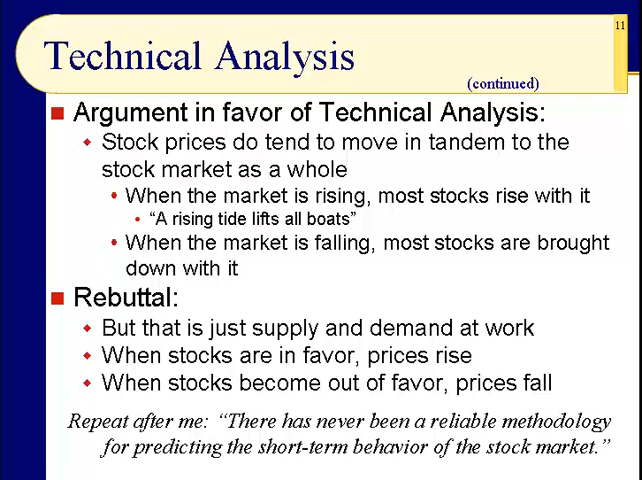 11
Technical Analysis
(continued)
Argument in favor of Technical Analysis:
Stock prices do tend to move in tandem to the
stock market as a whole
When the market is rising, most stocks rise with it
“A rising tide lifts all boats”
When the market is falling, most stocks are brought
down with it
Rebuttal:
But that is just supply and demand at work
When stocks are in favor, prices rise
When stocks become out of favor, prices fall
Repeat after me: “There has never been a reliable methodology
for predicting the short-term behavior of the stock market.”